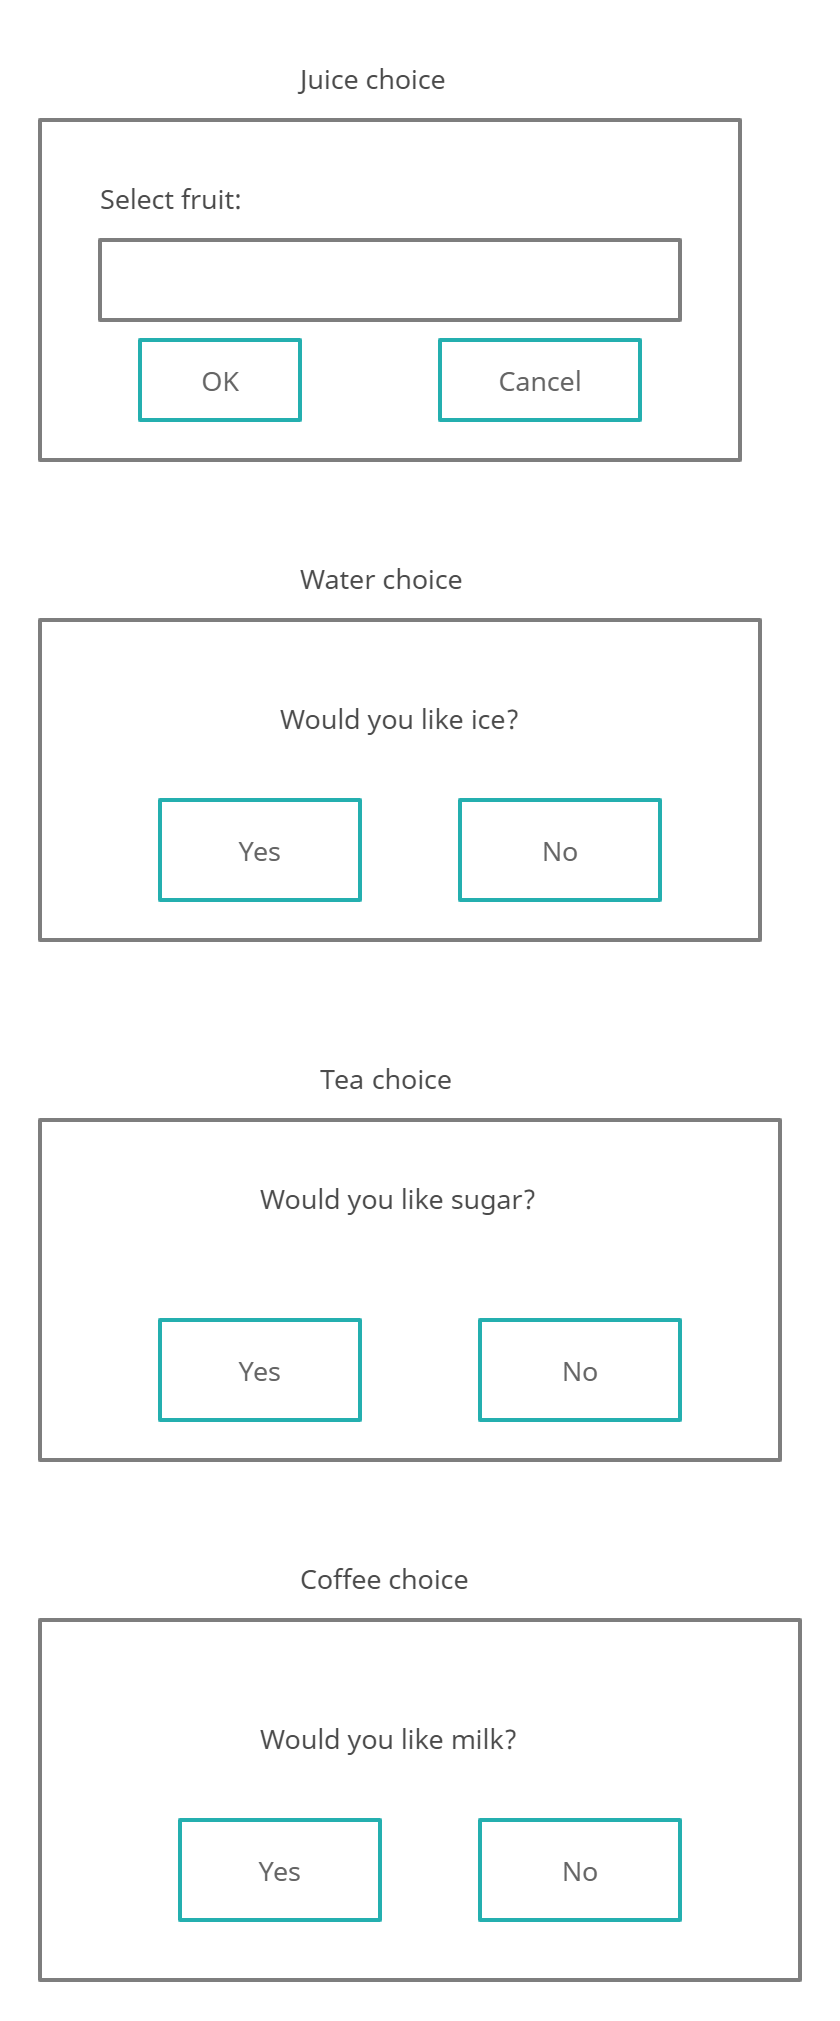 Juice choice
Select fruit:
OK Cancel
Water choice
Would you like ice?
Yes No
Tea choice
Would you like sugar?
Yes No
Coffee choice
Would you like milk?
Yes No